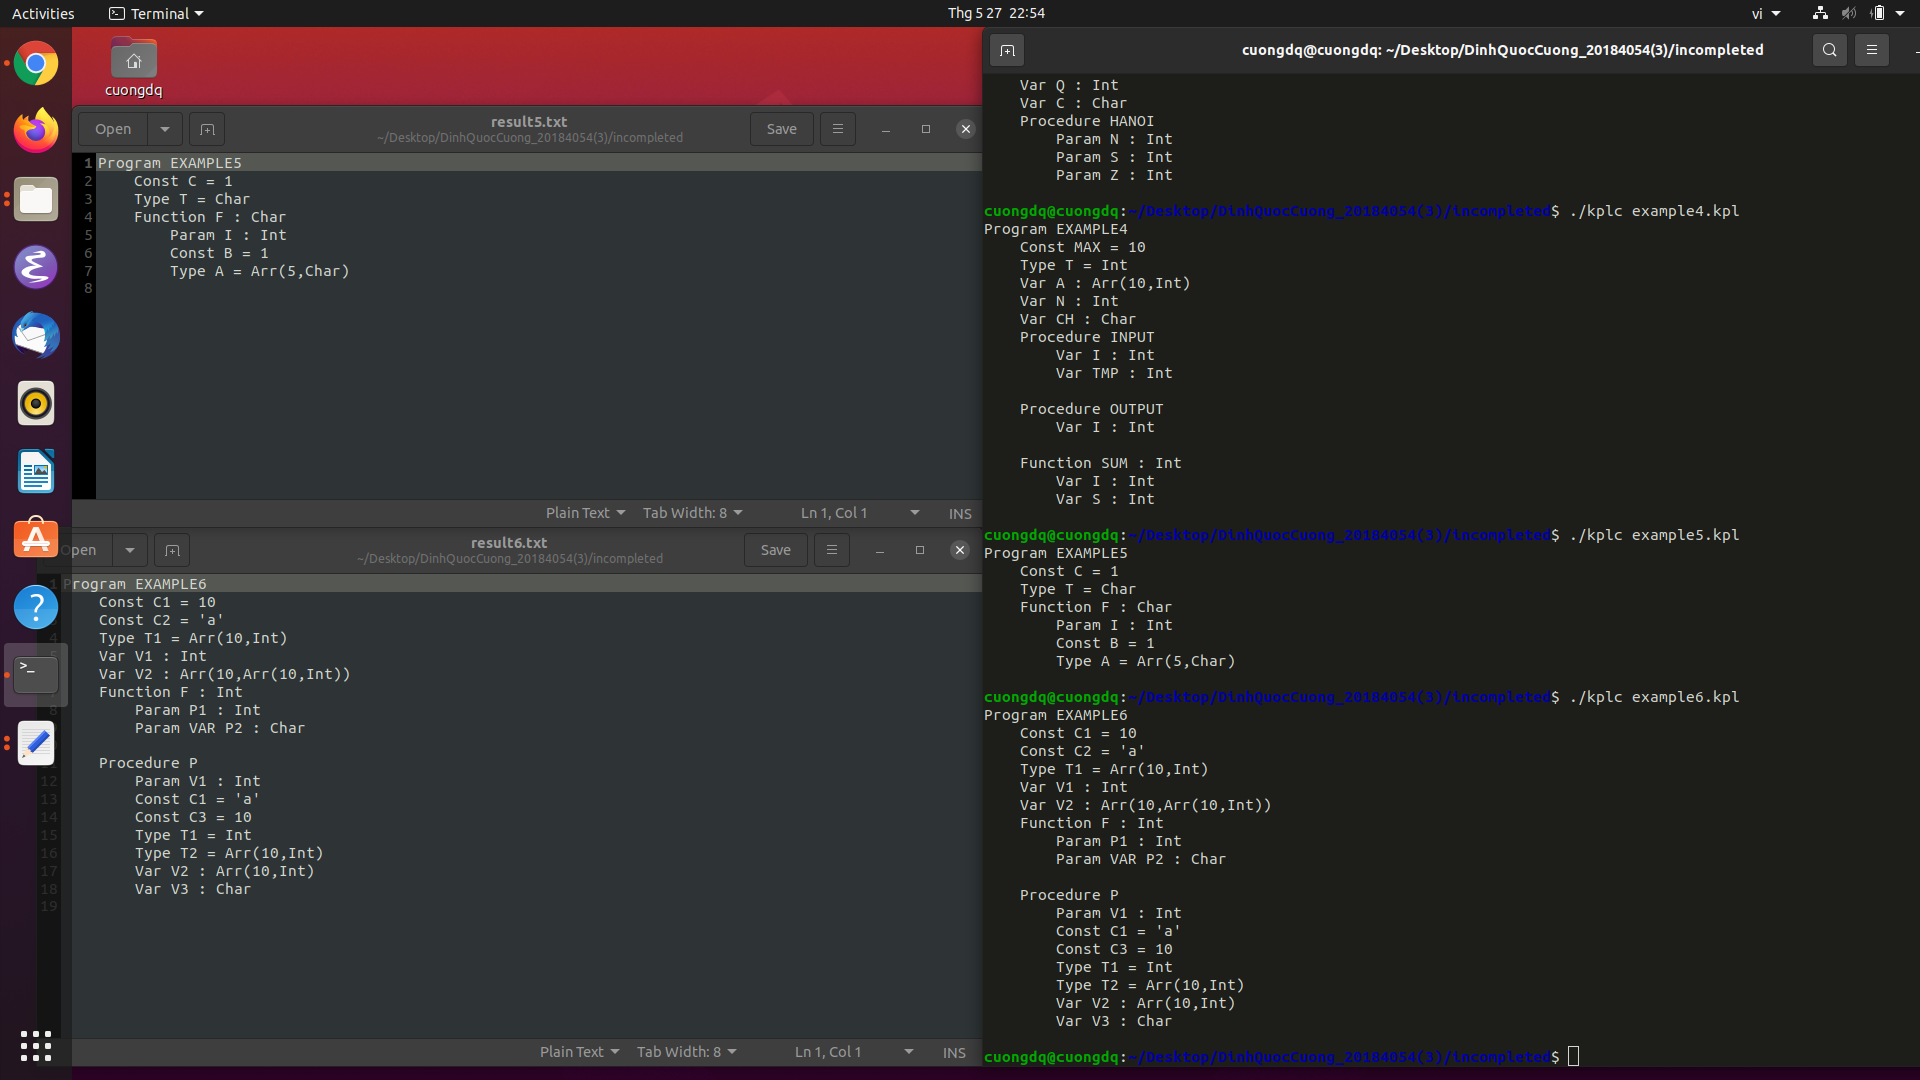 Activities
Terminal
Thg 5 27 22:54
vi
cuongdq
Open
result5.txt
~/Desktop/DinhQuocCuong_20184054(3)/incompleted
Save
1 Program EXAMPLE5
2 Const C = 1
3 Type T = Char
4 Function F : Char
5 Param I : Int
6 Const B = 1
7 Type A = Arr(5,Char)
8
Plain Text
Tab Width: 8
Ln 1, Col 1
INS
Open
result6.txt
~/Desktop/DinhQuocCuong_20184054(3)/incompleted
Save
1 Program EXAMPLE6
Const C1 = 10
Const C2 = 'a'
4 Type T1 = Arr(10,Int)
Var V1 : Int
Var V2 : Arr(10,Arr(10,Int))
Function F : Int
8 Param P1 : Int
Param VAR P2 : Char
Procedure P
12 Param V1 : Int
13 Const C1 = 'a'
14 Const C3 = 10
15 Type T1 = Int
16 Type T2 = Arr(10,Int)
17 Var V2 : Arr(10,Int)
18 Var V3 : Char
19
Plain Text
Tab Width: 8
Ln 1, Col 1
INS
cuongdq@cuongdq: ~/Desktop/DinhQuocCuong_20184054(3)/incompleted
Var Q : Int
Var C : Char
Procedure HANOI
Param N : Int
Param S : Int
Param Z : Int
cuongdq@cuongdq:~/Desktop/DinhQuocCuong_20184054(3)/incompleted$ ./kplc example4.kpl
Program EXAMPLE4
Const MAX = 10
Type T = Int
Var A : Arr(10,Int)
Var N : Int
Var CH : Char
Procedure INPUT
Var I : Int
Var TMP : Int
Procedure OUTPUT
Var I : Int
Function SUM : Int
Var I : Int
Var S : Int
cuongdq@cuongdq:~/Desktop/DinhQuocCuong_20184054(3)/incompleted$ ./kplc example5.kpl
Program EXAMPLE5
Const C = 1
Type T = Char
Function F : Char
Param I : Int
Const B = 1
Type A = Arr(5,Char)
cuongdq@cuongdq:~/Desktop/DinhQuocCuong_20184054(3)/incompleted$ ./kplc example6.kpl
Program EXAMPLE6
Const C1 = 10
Const C2 = 'a'
Type T1 = Arr(10,Int)
Var V1 : Int
Var V2 : Arr(10,Arr(10,Int))
Function F : Int
Param P1 : Int
Param VAR P2 : Char
Procedure P
Param V1 : Int
Const C1 = 'a'
Const C3 = 10
Type T1 = Int
Type T2 = Arr(10,Int)
Var V2 : Arr(10,Int)
Var V3 : Char
cuongdq@cuongdq:~/Desktop/DinhQuocCuong_20184054(3)/incompleted$